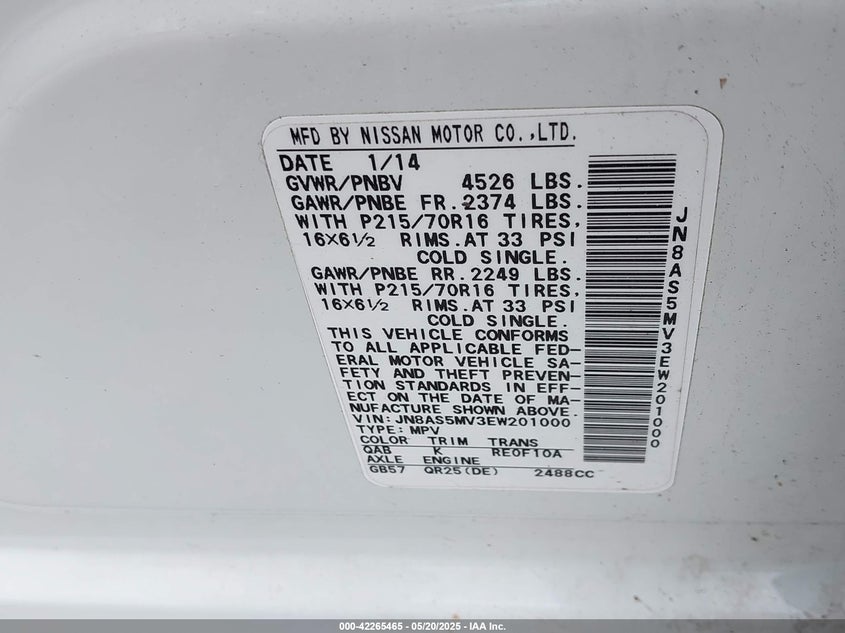 MFD BY NISSAN MOTOR CO.,LTD.
DATE 1/14
GVWR/PNBV 4526 LBS.
GAWR/PNBE FR.2374 LBS.
WITH P215/70R16 TIRES,
16X6½ RIMS.AT 33 PSI
COLD SINGLE.
GAWR/PNBE RR.2249 LBS.
WITH P215/70R16 TIRES,
16X6½ RIMS.AT 33 PSI
COLD SINGLE.
THIS VEHICLE CONFORMS
TO ALL APPLICABLE FED-
ERAL MOTOR VEHICLE SA-
FETY AND THEFT PREVEN-
TION STANDARDS IN EFF-
ECT ON THE DATE OF MA-
NUFACTURE SHOWN ABOVE.
VIN:JN8AS5MV3EW201000
TYPE:MPV
COLOR TRIM TRANS
QAB K RE0F10A
AXLE ENGINE
GB57 QR25(DE) 2488CC
JN8AS5MV3EW201000
000-42265465 - 05/20/2025 - IAA Inc.